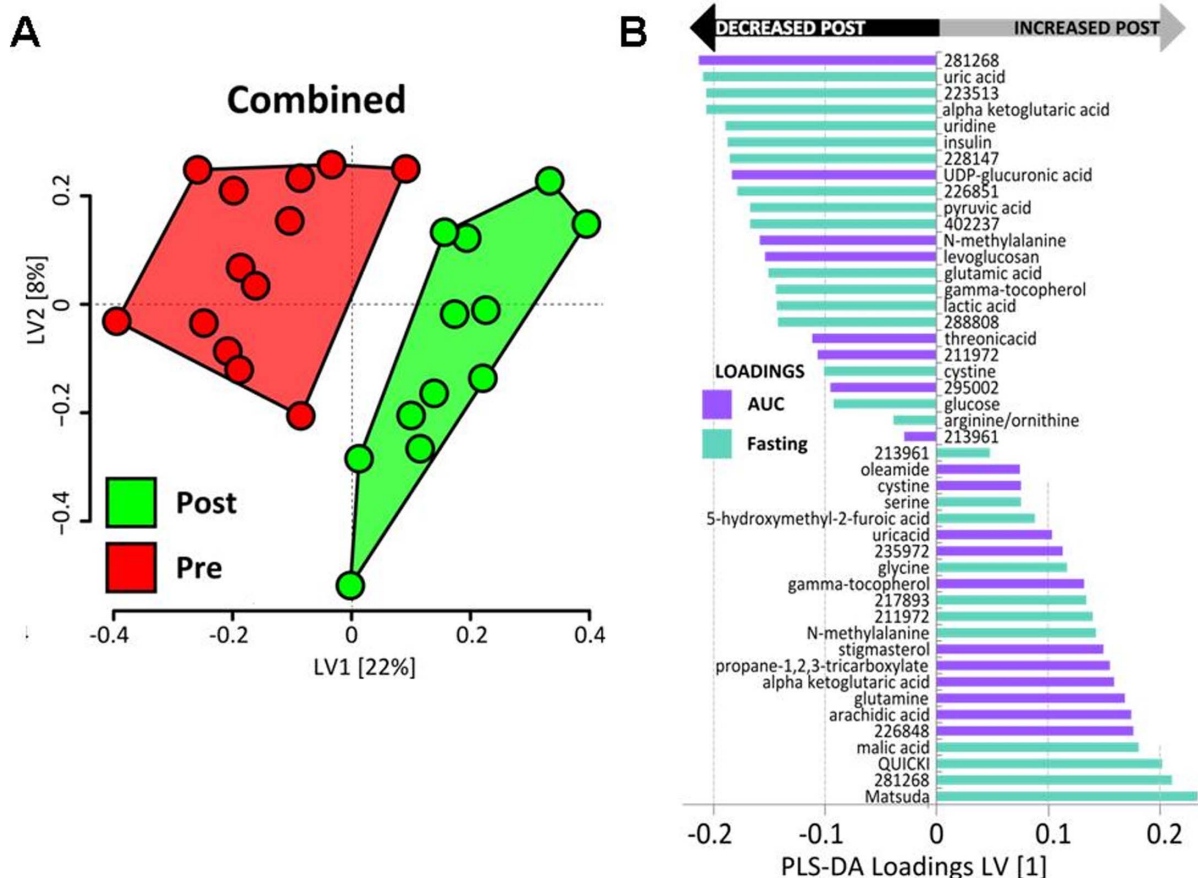 A
Combined
LV2 [8%]
0.2
0
-0.2
-0.4
Post
Pre
-0.4
-0.2
0
0.2
0.4
LV1 [22%]
B
DECREASED POST
INCREASED POST
281268
uric acid
223513
alpha ketoglutaric acid
uridine
insulin
228147
UDP-glucuronic acid
226851
pyruvic acid
402237
N-methylalanine
levoglucosan
glutamic acid
gamma-tocopherol
lactic acid
288808
threonicacid
211972
cystine
295002
glucose
arginine/ornithine
213961
LOADINGS
AUC
Fasting
213961
oleamide
cystine
serine
5-hydroxymethyl-2-furoic acid
uricacid
235972
glycine
gamma-tocopherol
217893
211972
N-methylalanine
stigmasterol
propane-1,2,3-tricarboxylate
alpha ketoglutaric acid
glutamine
arachidic acid
226848
malic acid
QUICKI
281268
Matsuda
-0.2
-0.1
0
0.1
0.2
PLS-DA Loadings LV [1]